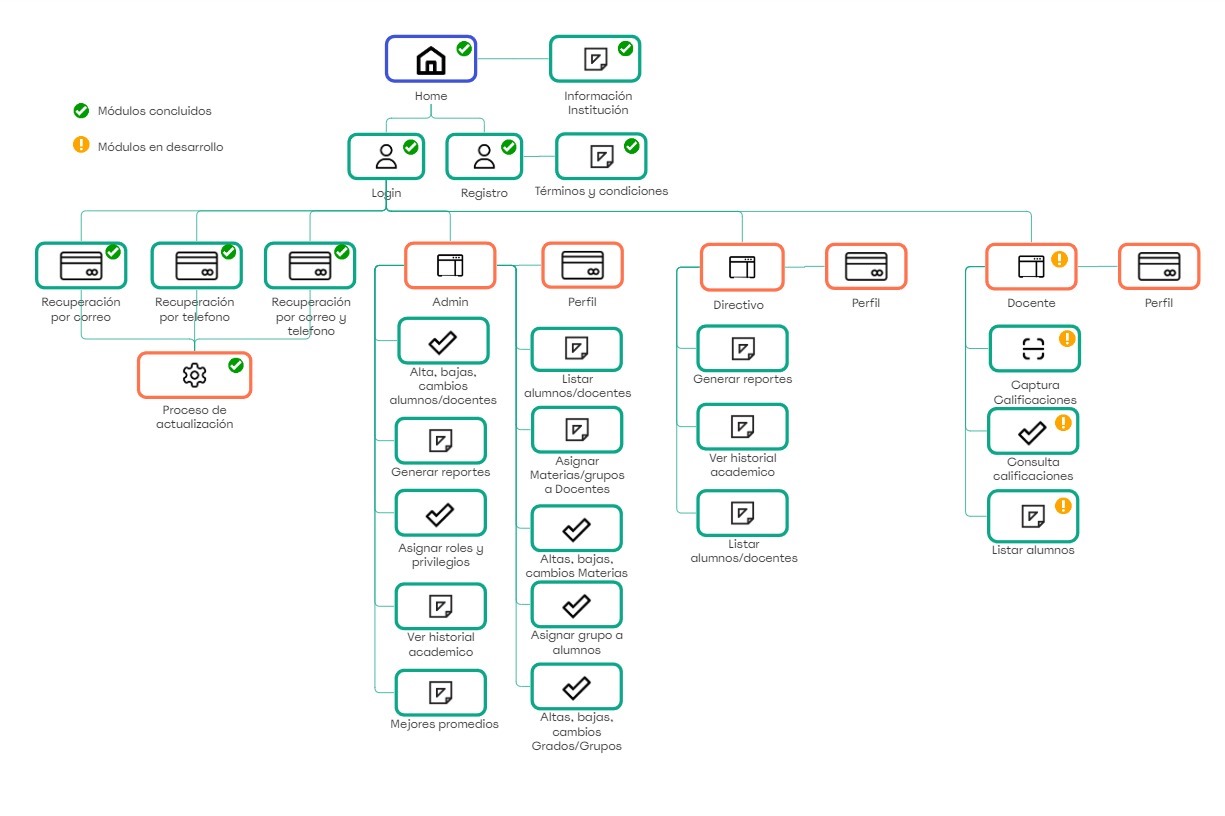 Home
Información
Institución
Módulos concluidos
Módulos en desarrollo
Login
Registro
Términos y condiciones
Recuperación
por correo
Recuperación
por telefono
Recuperación
por correo y
telefono
Admin
Perfil
Directivo
Perfil
Docente
Perfil
Proceso de
actualización
Alta, bajas,
cambios
alumnos/docentes
Generar reportes
Asignar roles y
privilegios
Ver historial
academico
Mejores promedios
Listar
alumnos/docentes
Asignar
Materias/grupos
a Docentes
Altas, bajas,
cambios Materias
Asignar grupo a
alumnos
Altas, bajas,
cambios
Grados/Grupos
Generar reportes
Ver historial
academico
Listar
alumnos/docentes
Captura
Calificaciones
Consulta
calificaciones
Listar alumnos